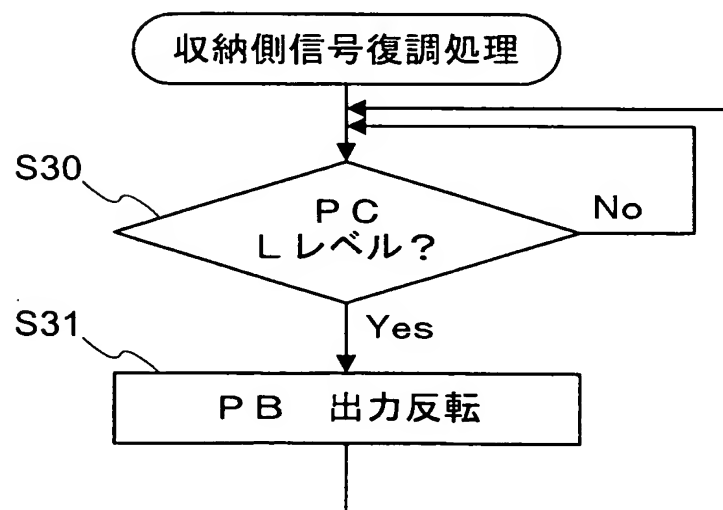 収納側信号復調処理
S30
ＰＣ
Ｌレベル？
No
Yes
S31
ＰＢ　出力反転